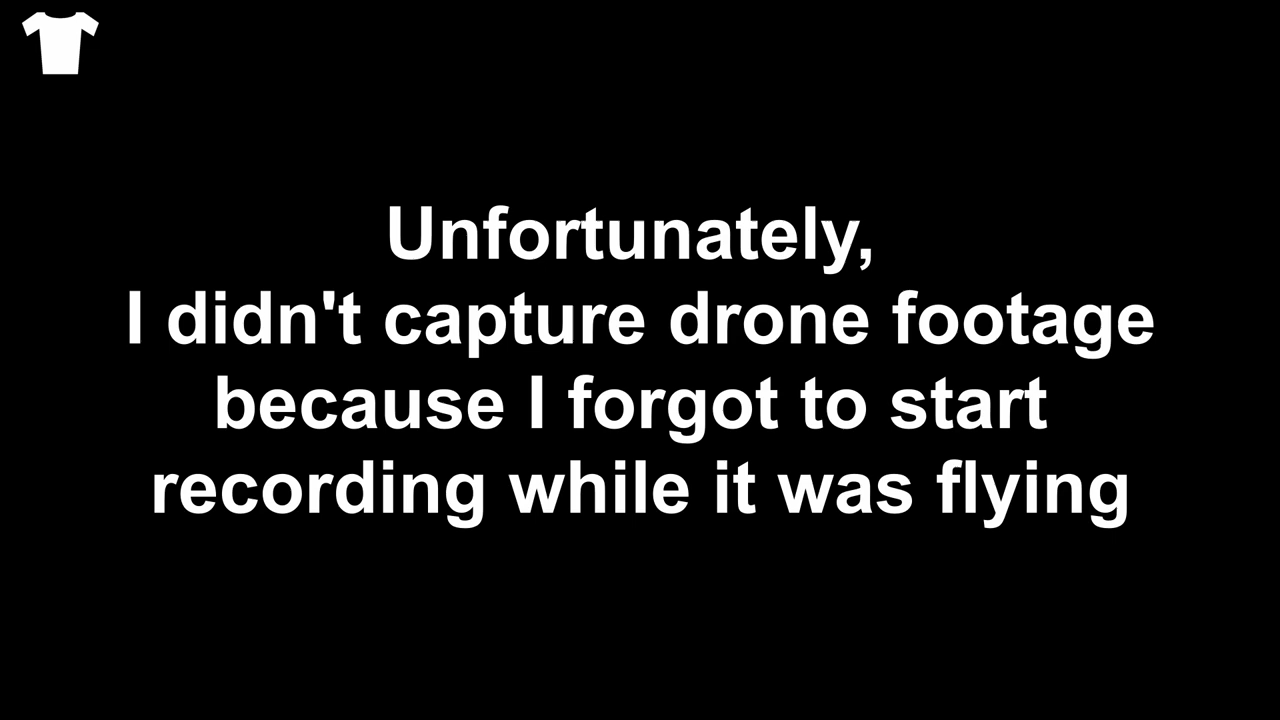 Unfortunately,
I didn't capture drone footage
because I forgot to start
recording while it was flying